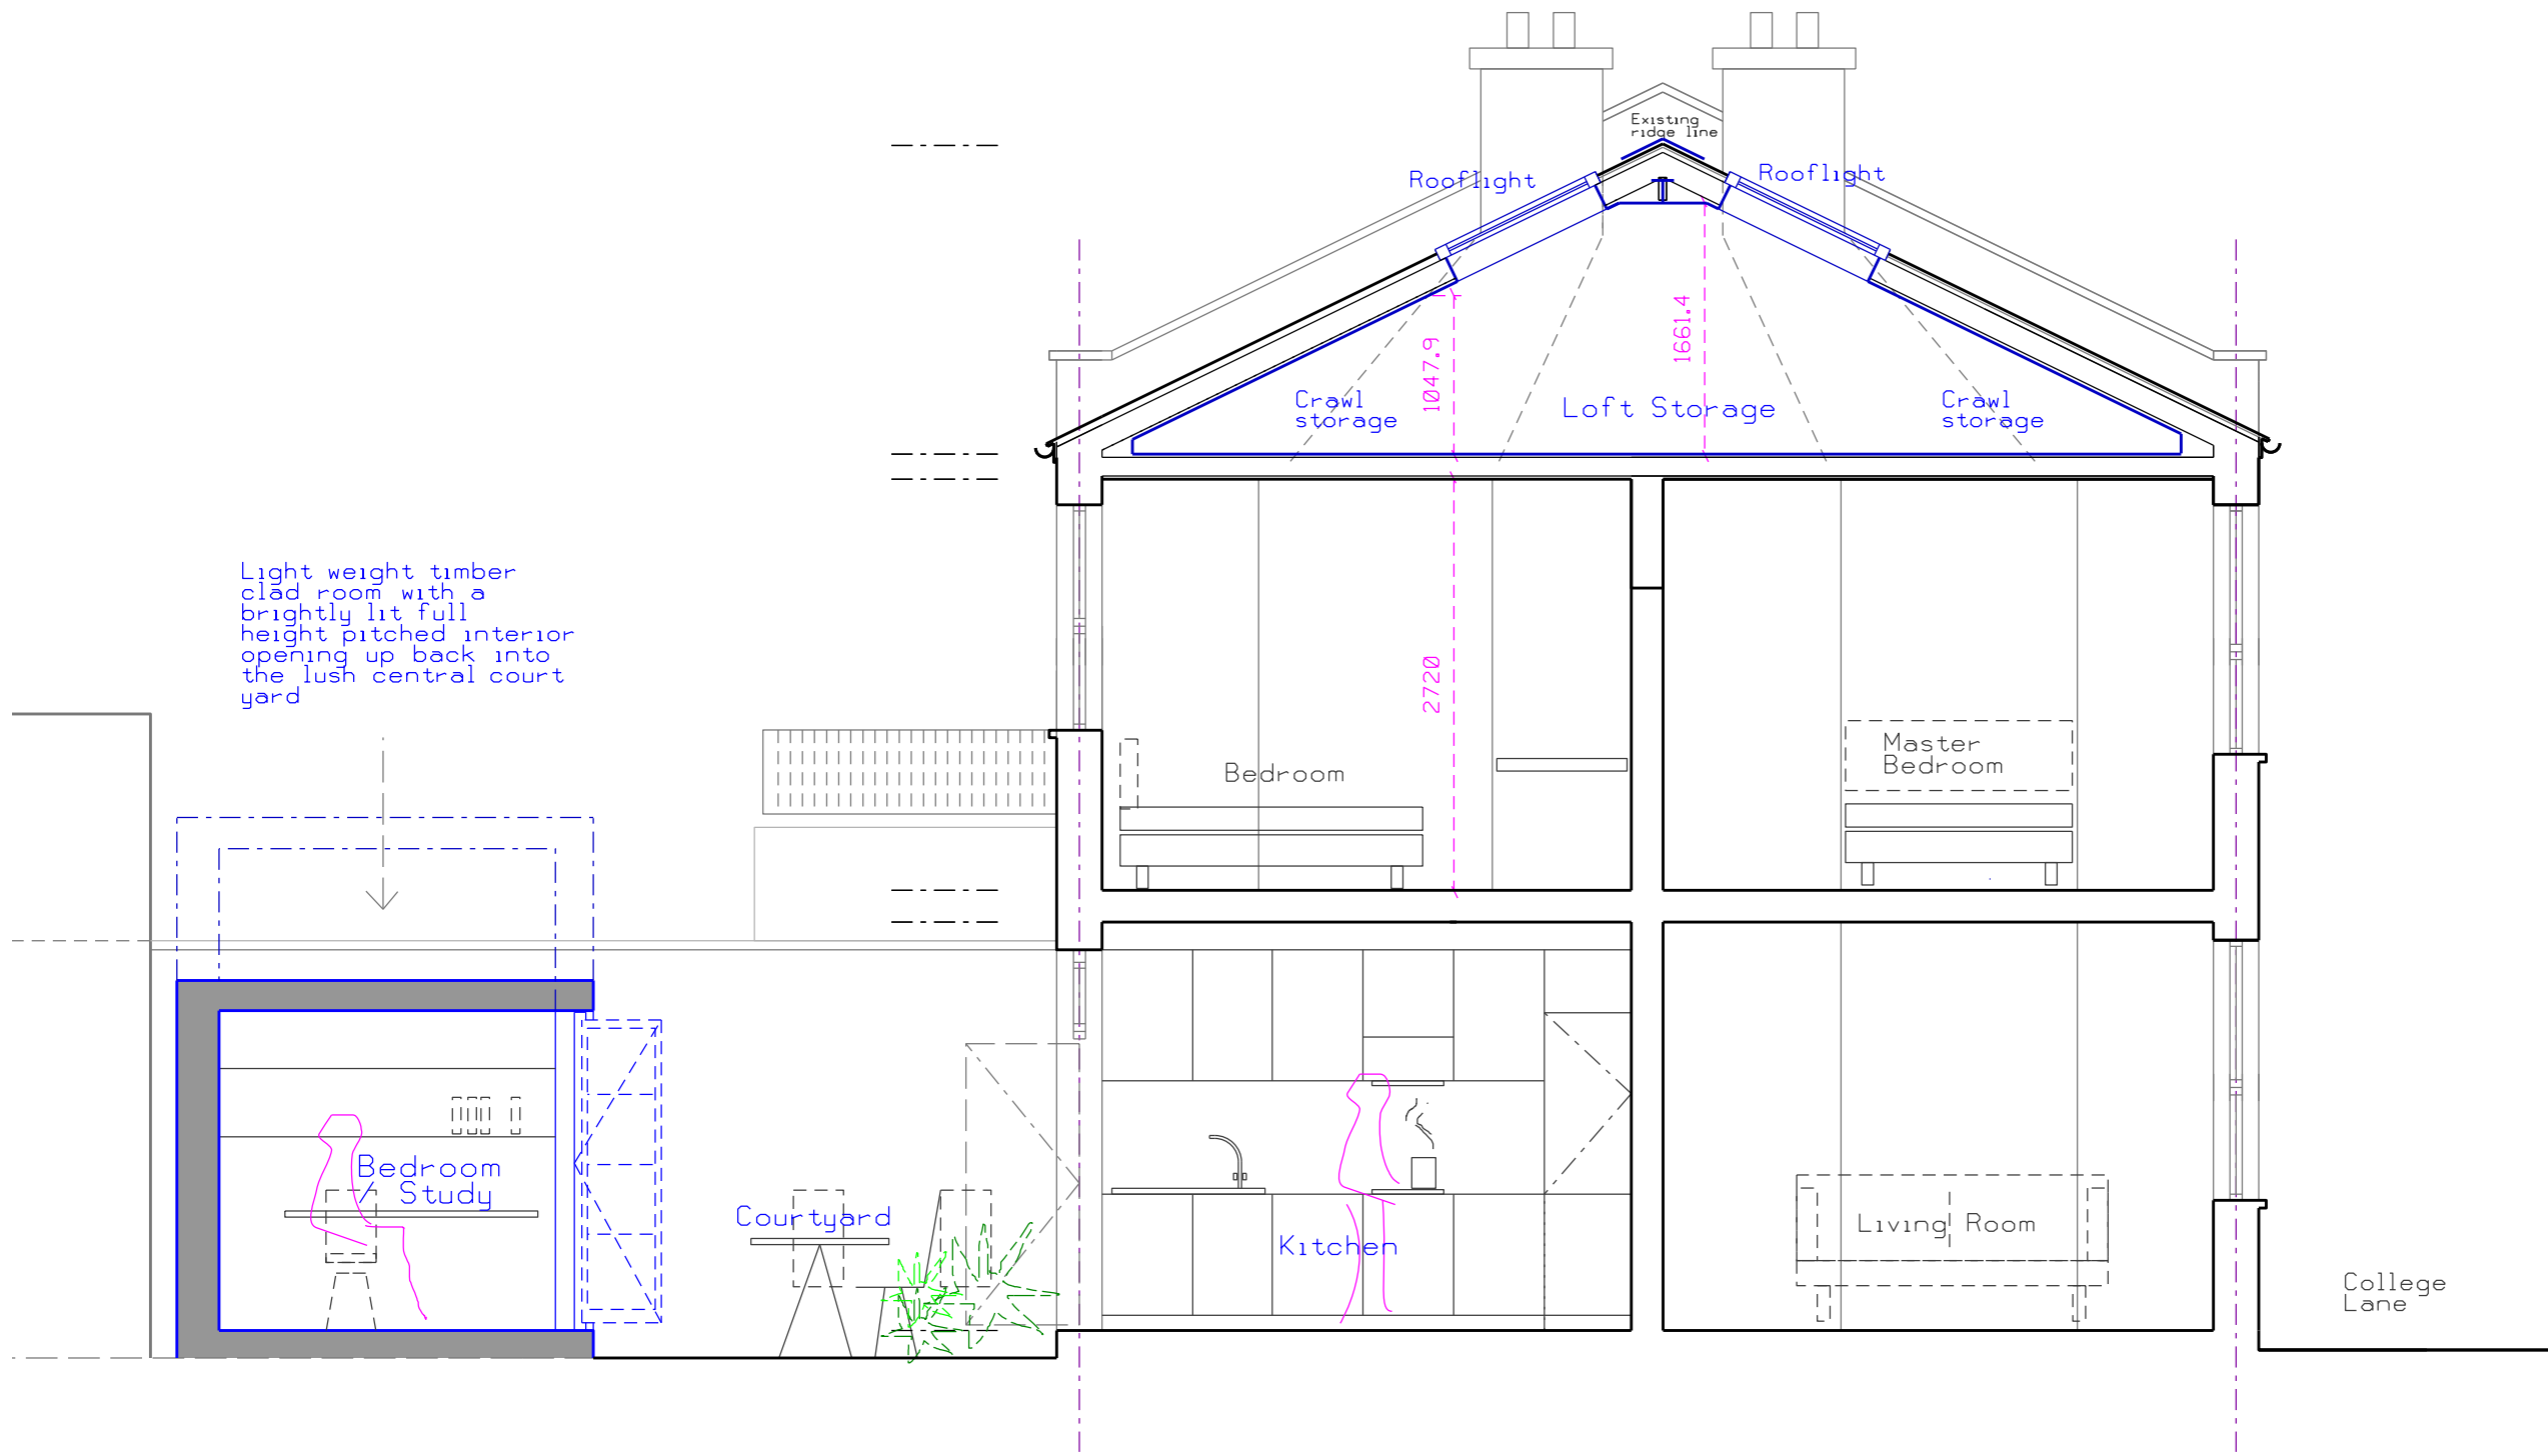 Existing
ridge line
Rooflight
Rooflight
1661.4
1047.9
Crawl
storage
Loft Storage
Crawl
storage
Light weight timber
clad room with a
brightly lit full
height pitched interior
opening up back into
the lush central court
yard
2720
Bedroom
Master
Bedroom
Bedroom
Study
Courtyard
Kitchen
Living Room
College
Lane